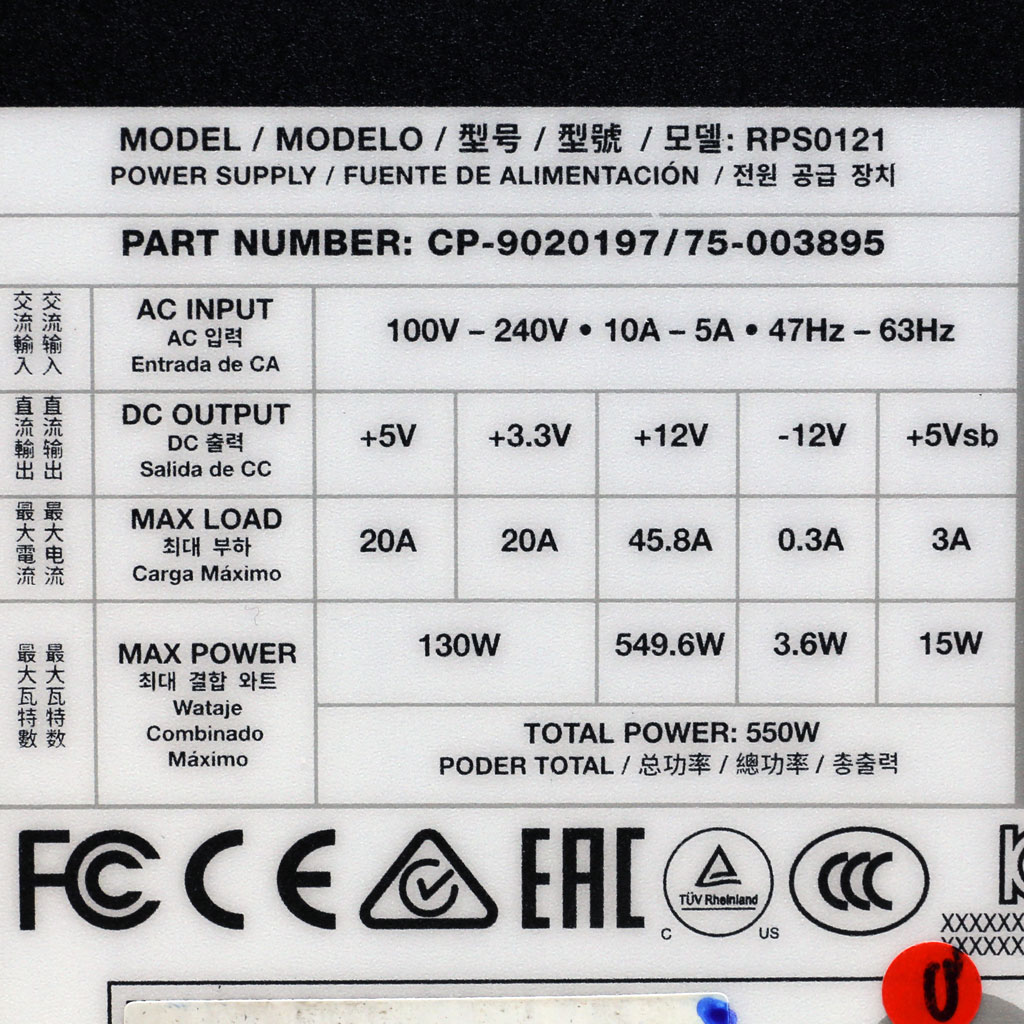 MODEL / MODELO / 型号 / 型號 / 모델: RPS0121
POWER SUPPLY / FUENTE DE ALIMENTACIÓN / 전원 공급 장치
PART NUMBER: CP-9020197/75-003895
交流輸入
交流输入
AC INPUT
AC 입력
Entrada de CA
100V – 240V • 10A – 5A • 47Hz – 63Hz
直流輸出
直流输出
DC OUTPUT
DC 출력
Salida de CC
+5V
+3.3V
+12V
-12V
+5Vsb
最大電流
最大电流
MAX LOAD
최대 부하
Carga Máximo
20A
20A
45.8A
0.3A
3A
最大瓦特數
最大瓦特数
MAX POWER
최대 결합 와트
Wataje
Combinado
Máximo
130W
549.6W
3.6W
15W
TOTAL POWER: 550W
PODER TOTAL / 总功率 / 總功率 / 총출력
FC CE EAC
TÜV Rheinland
C US
CCC
XXXXXX
XXXXX